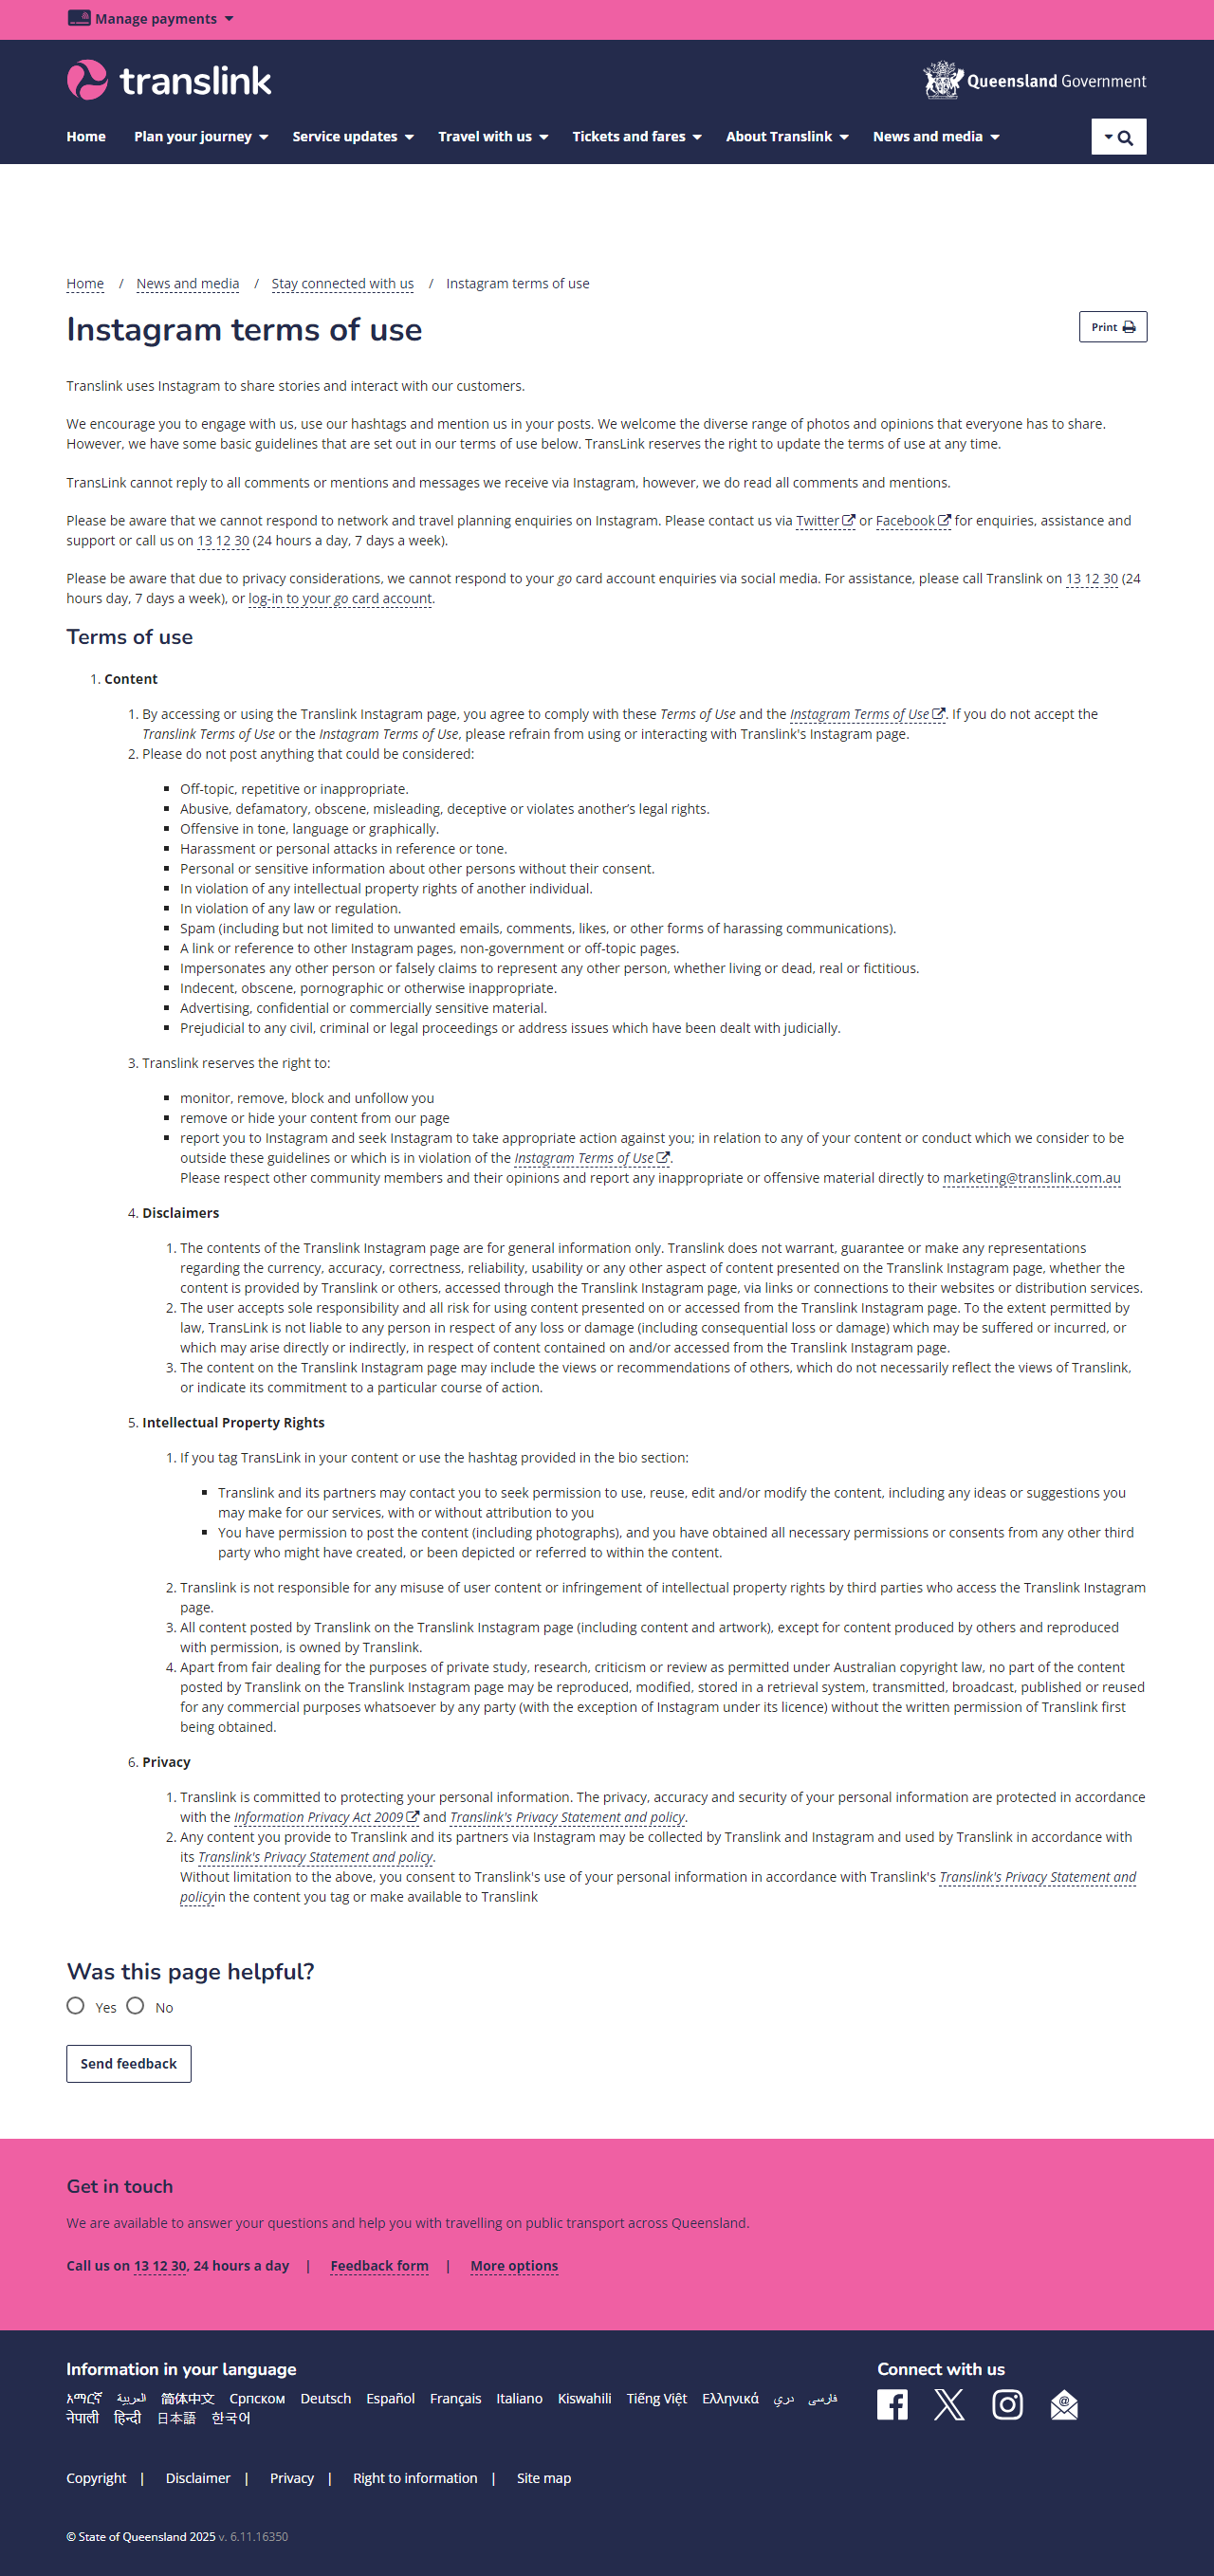 Manage payments
translink
Queensland Government
Home Plan your journey Service updates Travel with us Tickets and fares About Translink News and media
Home / News and media / Stay connected with us / Instagram terms of use
Instagram terms of use
Print
Translink uses Instagram to share stories and interact with our customers.
We encourage you to engage with us, use our hashtags and mention us in your posts. We welcome the diverse range of photos and opinions that everyone has to share.
However, we have some basic guidelines that are set out in our terms of use below. TransLink reserves the right to update the terms of use at any time.
TransLink cannot reply to all comments or mentions and messages we receive via Instagram, however, we do read all comments and mentions.
Please be aware that we cannot respond to network and travel planning enquiries on Instagram. Please contact us via Twitter or Facebook for enquiries, assistance and
support or call us on 13 12 30 (24 hours a day, 7 days a week).
Please be aware that due to privacy considerations, we cannot respond to your go card account enquiries via social media. For assistance, please call Translink on 13 12 30 (24
hours day, 7 days a week), or log-in to your go card account.
Terms of use
1. Content
1. By accessing or using the Translink Instagram page, you agree to comply with these Terms of Use and the Instagram Terms of Use. If you do not accept the
Translink Terms of Use or the Instagram Terms of Use, please refrain from using or interacting with Translink's Instagram page.
2. Please do not post anything that could be considered:
▪ Off-topic, repetitive or inappropriate.
▪ Abusive, defamatory, obscene, misleading, deceptive or violates another’s legal rights.
▪ Offensive in tone, language or graphically.
▪ Harassment or personal attacks in reference or tone.
▪ Personal or sensitive information about other persons without their consent.
▪ In violation of any intellectual property rights of another individual.
▪ In violation of any law or regulation.
▪ Spam (including but not limited to unwanted emails, comments, likes, or other forms of harassing communications).
▪ A link or reference to other Instagram pages, non-government or off-topic pages.
▪ Impersonates any other person or falsely claims to represent any other person, whether living or dead, real or fictitious.
▪ Indecent, obscene, pornographic or otherwise inappropriate.
▪ Advertising, confidential or commercially sensitive material.
▪ Prejudicial to any civil, criminal or legal proceedings or address issues which have been dealt with judicially.
3. Translink reserves the right to:
▪ monitor, remove, block and unfollow you
▪ remove or hide your content from our page
▪ report you to Instagram and seek Instagram to take appropriate action against you; in relation to any of your content or conduct which we consider to be
outside these guidelines or which is in violation of the Instagram Terms of Use.
Please respect other community members and their opinions and report any inappropriate or offensive material directly to marketing@translink.com.au
4. Disclaimers
1. The contents of the Translink Instagram page are for general information only. Translink does not warrant, guarantee or make any representations
regarding the currency, accuracy, correctness, reliability, usability or any other aspect of content presented on the Translink Instagram page, whether the
content is provided by Translink or others, accessed through the Translink Instagram page, via links or connections to their websites or distribution services.
2. The user accepts sole responsibility and all risk for using content presented on or accessed from the Translink Instagram page. To the extent permitted by
law, TransLink is not liable to any person in respect of any loss or damage (including consequential loss or damage) which may be suffered or incurred, or
which may arise directly or indirectly, in respect of content contained on and/or accessed from the Translink Instagram page.
3. The content on the Translink Instagram page may include the views or recommendations of others, which do not necessarily reflect the views of Translink,
or indicate its commitment to a particular course of action.
5. Intellectual Property Rights
1. If you tag TransLink in your content or use the hashtag provided in the bio section:
▪ Translink and its partners may contact you to seek permission to use, reuse, edit and/or modify the content, including any ideas or suggestions you
may make for our services, with or without attribution to you
▪ You have permission to post the content (including photographs), and you have obtained all necessary permissions or consents from any other third
party who might have created, or been depicted or referred to within the content.
2. Translink is not responsible for any misuse of user content or infringement of intellectual property rights by third parties who access the Translink Instagram
page.
3. All content posted by Translink on the Translink Instagram page (including content and artwork), except for content produced by others and reproduced
with permission, is owned by Translink.
4. Apart from fair dealing for the purposes of private study, research, criticism or review as permitted under Australian copyright law, no part of the content
posted by Translink on the Translink Instagram page may be reproduced, modified, stored in a retrieval system, transmitted, broadcast, published or reused
for any commercial purposes whatsoever by any party (with the exception of Instagram under its licence) without the written permission of Translink first
being obtained.
6. Privacy
1. Translink is committed to protecting your personal information. The privacy, accuracy and security of your personal information are protected in accordance
with the Information Privacy Act 2009 and Translink's Privacy Statement and policy.
2. Any content you provide to Translink and its partners via Instagram may be collected by Translink and Instagram and used by Translink in accordance with
its Translink's Privacy Statement and policy.
Without limitation to the above, you consent to Translink's use of your personal information in accordance with Translink's Translink's Privacy Statement and
policyin the content you tag or make available to Translink
Was this page helpful?
Yes No
Send feedback
Get in touch
We are available to answer your questions and help you with travelling on public transport across Queensland.
Call us on 13 12 30, 24 hours a day | Feedback form | More options
Information in your language
አማርኛ العربية 简体中文 Српском Deutsch Español Français Italiano Kiswahili Tiếng Việt Ελληνικά دري فارسی
नेपाली हिन्दी 日本語 한국어
Connect with us
Copyright | Disclaimer | Privacy | Right to information | Site map
© State of Queensland 2025 v. 6.11.16350